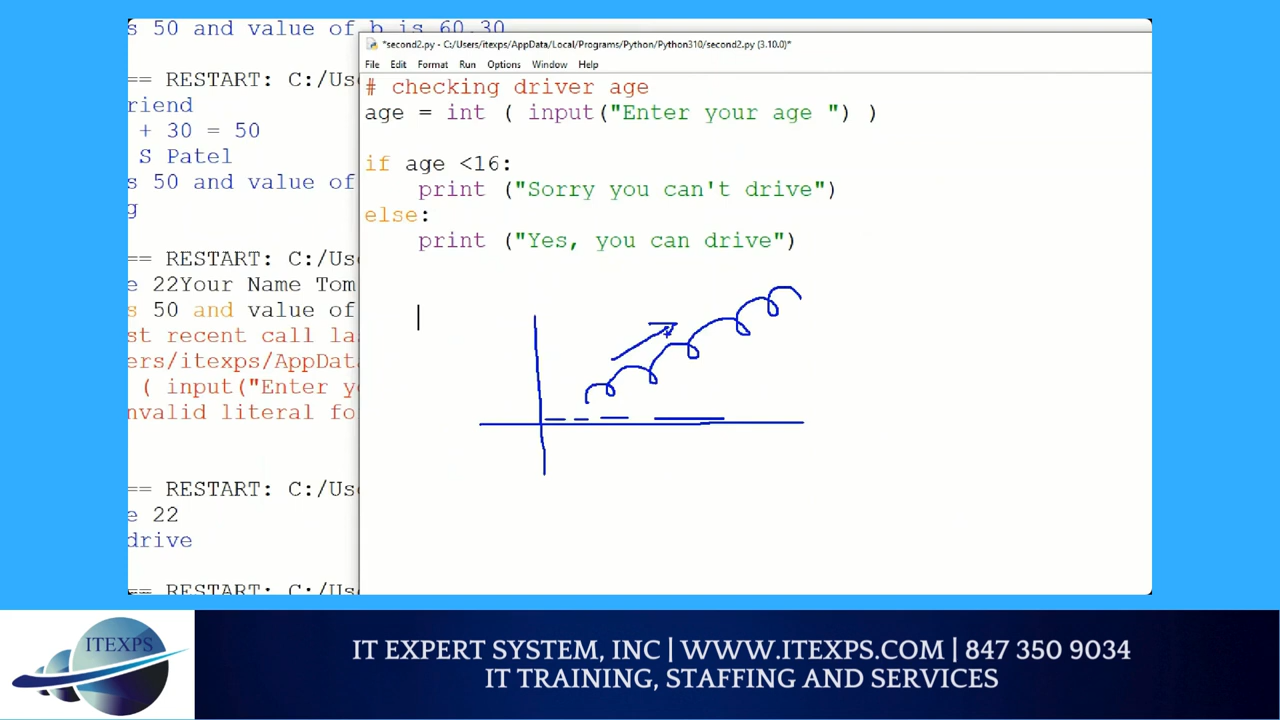 s 50 and value of b is 60.30
== RESTART: C:/Use
riend
+ 30 = 50
S Patel
s 50 and value of
g
== RESTART: C:/Use
e 22Your Name Tom
s 50 and value of
st recent call la
ers/itexps/AppData
( input("Enter y
nvalid literal fo
== RESTART: C:/Use
e 22
drive
== RESTART: C:/Use
*second2.py - C:/Users/itexps/AppData/Local/Programs/Python/Python310/second2.py (3.10.0)*
File Edit Format Run Options Window Help
# checking driver age
age = int ( input("Enter your age ") )
if age <16:
print ("Sorry you can't drive")
else:
print ("Yes, you can drive")
ITEXPS
IT EXPERT SYSTEM, INC | WWW.ITEXPS.COM | 847 350 9034
IT TRAINING, STAFFING AND SERVICES